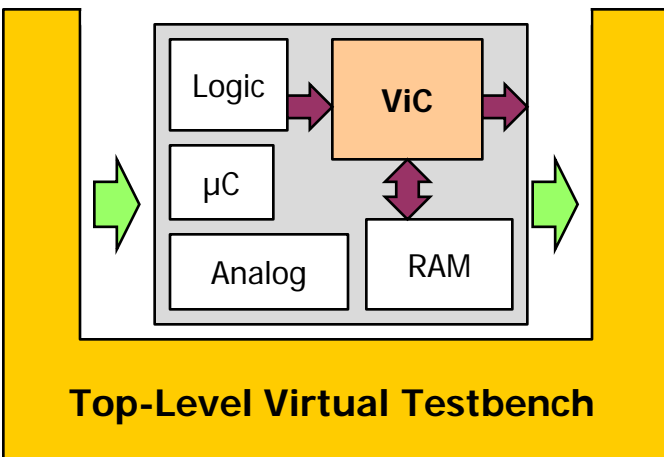 Logic
ViC
µC
Analog
RAM
Top-Level Virtual Testbench